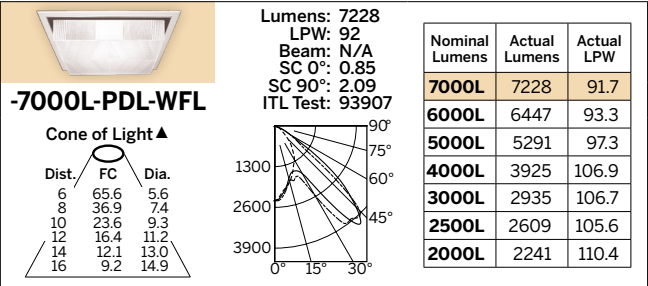 -7000L-PDL-WFL
Cone of Light▲
Dist. FC Dia.
6 65.6 5.6
8 36.9 7.4
10 23.6 9.3
12 16.4 11.2
14 12.1 13.0
16 9.2 14.9
Lumens: 7228
LPW: 92
Beam: N/A
SC 0°: 0.85
SC 90°: 2.09
ITL Test: 93907
90°
75°
1300
60°
2600
45°
3900
0° 15° 30°
Nominal Lumens Actual Lumens Actual LPW
7000L 7228 91.7
6000L 6447 93.3
5000L 5291 97.3
4000L 3925 106.9
3000L 2935 106.7
2500L 2609 105.6
2000L 2241 110.4